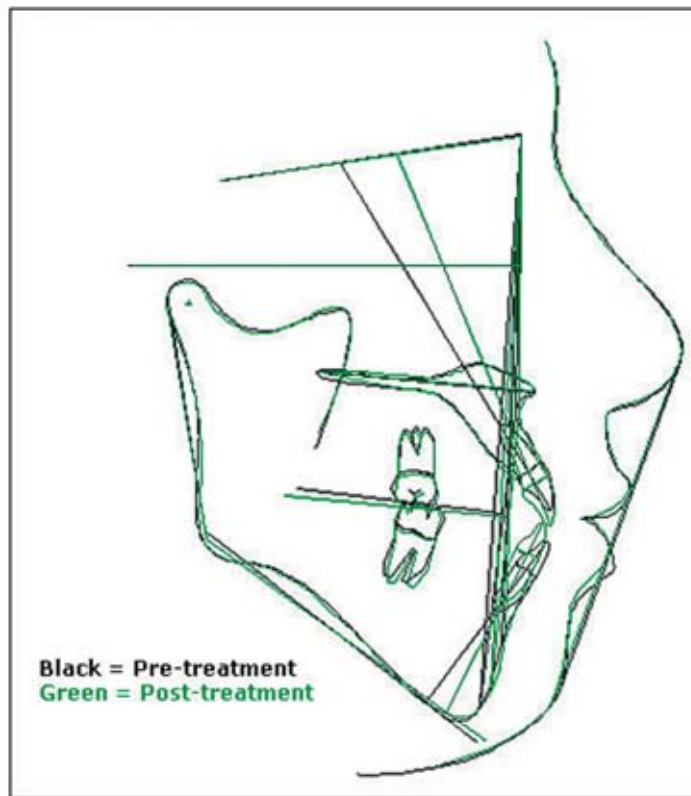 Black = Pre-treatment
Green = Post-treatment